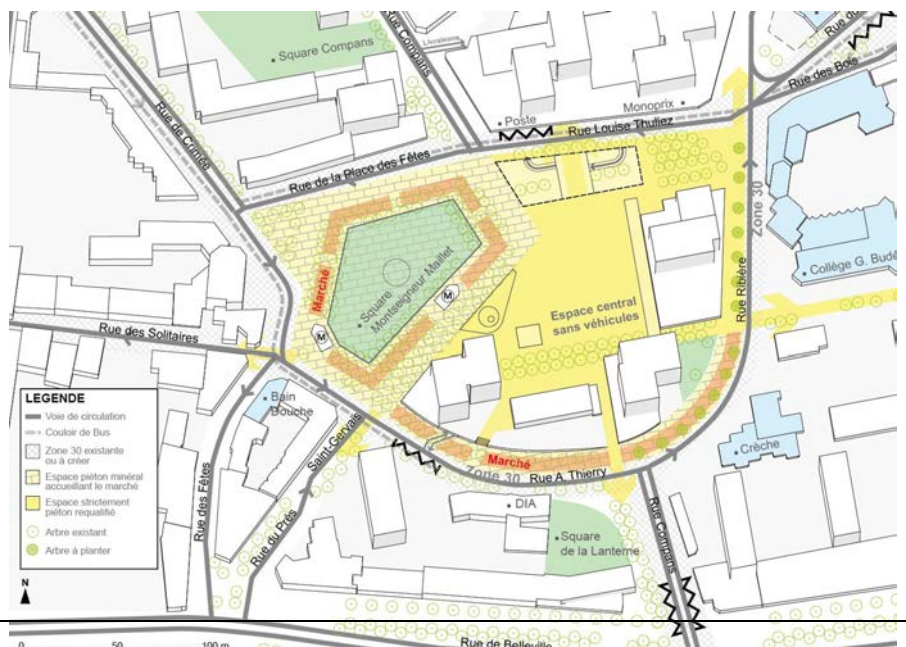 Square Compans
Rue Compans
Livraisons
Rue des Bois
Rue de Crimée
Poste
Monoprix
Rue Louise Thuliez
Rue de la Place des Fêtes
Zone 30
Collège G. Budé
Marché
Square
Montseigneur Maillet
M
M
Espace central
sans véhicules
Rue Ribière
Rue des Solitaires
LEGENDE
Voie de circulation
Couloir de Bus
Zone 30 existante
ou à créer
Espace piéton minéral
accueillant le marché
Espace strictement
piéton requalifié
Arbre existant
Arbre à planter
Bain
Douche
Saint-Gervais
Rue du Prés
Rue des Fêtes
Marché
Zone 30
Rue A. Thierry
Crèche
DIA
Square
de la Lanterne
Rue Compans
N
0 50 100 m
Rue de Belleville